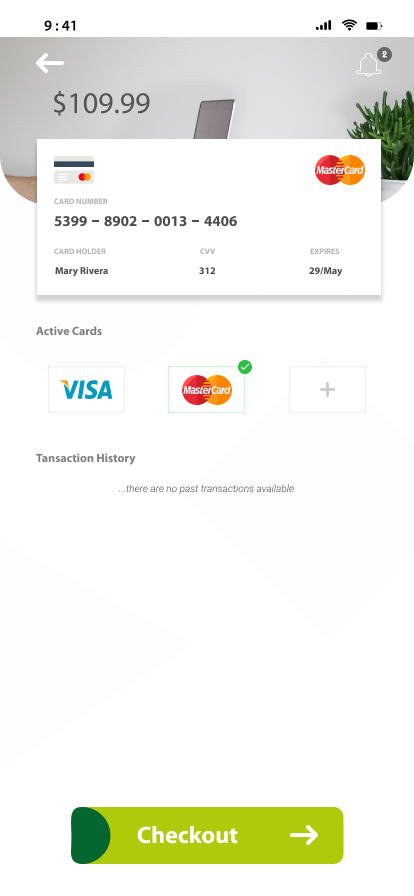 9:41
2
$109.99
MasterCard
CARD NUMBER
5399 – 8902 – 0013 – 4406
CARD HOLDER CVV EXPIRES
Mary Rivera 312 29/May
Active Cards
VISA MasterCard +
Tansaction History
...there are no past transactions available
Checkout